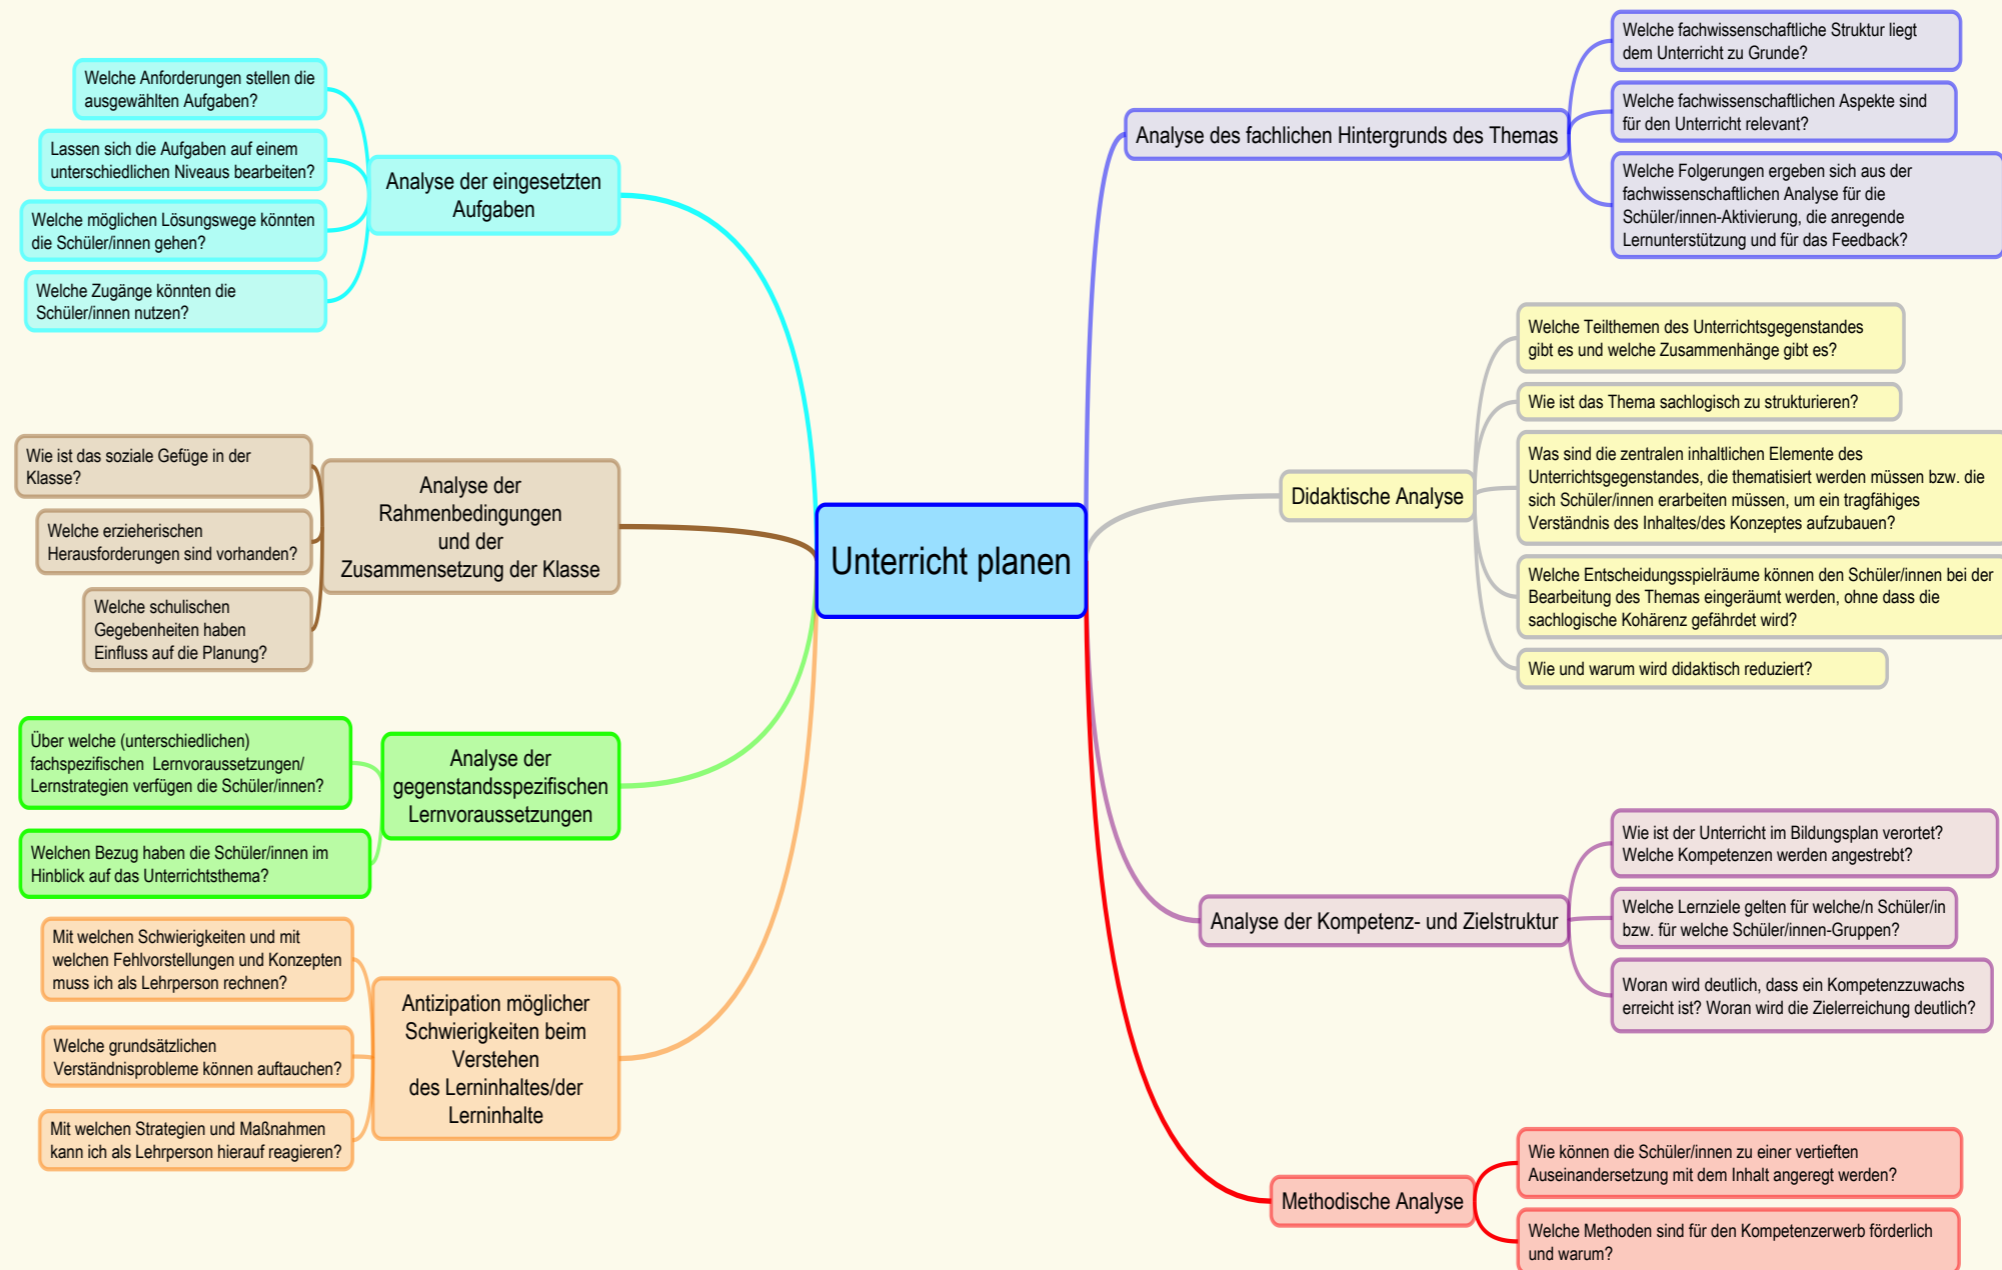 Unterricht planen
Analyse der eingesetzten
Aufgaben
Welche Anforderungen stellen die
ausgewählten Aufgaben?
Lassen sich die Aufgaben auf einem
unterschiedlichen Niveaus bearbeiten?
Welche möglichen Lösungswege könnten
die Schüler/innen gehen?
Welche Zugänge könnten die
Schüler/innen nutzen?
Analyse der
Rahmenbedingungen
und der
Zusammensetzung der Klasse
Wie ist das soziale Gefüge in der
Klasse?
Welche erzieherischen
Herausforderungen sind vorhanden?
Welche schulischen
Gegebenheiten haben
Einfluss auf die Planung?
Analyse der
gegenstandsspezifischen
Lernvoraussetzungen
Über welche (unterschiedlichen)
fachspezifischen  Lernvoraussetzungen/
Lernstrategien verfügen die Schüler/innen?
Welchen Bezug haben die Schüler/innen im
Hinblick auf das Unterrichtsthema?
Antizipation möglicher
Schwierigkeiten beim
Verstehen
des Lerninhaltes/der
Lerninhalte
Mit welchen Schwierigkeiten und mit
welchen Fehlvorstellungen und Konzepten
muss ich als Lehrperson rechnen?
Welche grundsätzlichen
Verständnisprobleme können auftauchen?
Mit welchen Strategien und Maßnahmen
kann ich als Lehrperson hierauf reagieren?
Analyse des fachlichen Hintergrunds des Themas
Welche fachwissenschaftliche Struktur liegt
dem Unterricht zu Grunde?
Welche fachwissenschaftlichen Aspekte sind
für den Unterricht relevant?
Welche Folgerungen ergeben sich aus der
fachwissenschaftlichen Analyse für die
Schüler/innen-Aktivierung, die anregende
Lernunterstützung und für das Feedback?
Didaktische Analyse
Welche Teilthemen des Unterrichtsgegenstandes
gibt es und welche Zusammenhänge gibt es?
Wie ist das Thema sachlogisch zu strukturieren?
Was sind die zentralen inhaltlichen Elemente des
Unterrichtsgegenstandes, die thematisiert werden müssen bzw. die
sich Schüler/innen erarbeiten müssen, um ein tragfähiges
Verständnis des Inhaltes/des Konzeptes aufzubauen?
Welche Entscheidungsspielräume können den Schüler/innen bei der
Bearbeitung des Themas eingeräumt werden, ohne dass die
sachlogische Kohärenz gefährdet wird?
Wie und warum wird didaktisch reduziert?
Analyse der Kompetenz- und Zielstruktur
Wie ist der Unterricht im Bildungsplan verortet?
Welche Kompetenzen werden angestrebt?
Welche Lernziele gelten für welche/n Schüler/in
bzw. für welche Schüler/innen-Gruppen?
Woran wird deutlich, dass ein Kompetenzzuwachs
erreicht ist? Woran wird die Zielerreichung deutlich?
Methodische Analyse
Wie können die Schüler/innen zu einer vertieften
Auseinandersetzung mit dem Inhalt angeregt werden?
Welche Methoden sind für den Kompetenzerwerb förderlich
und warum?